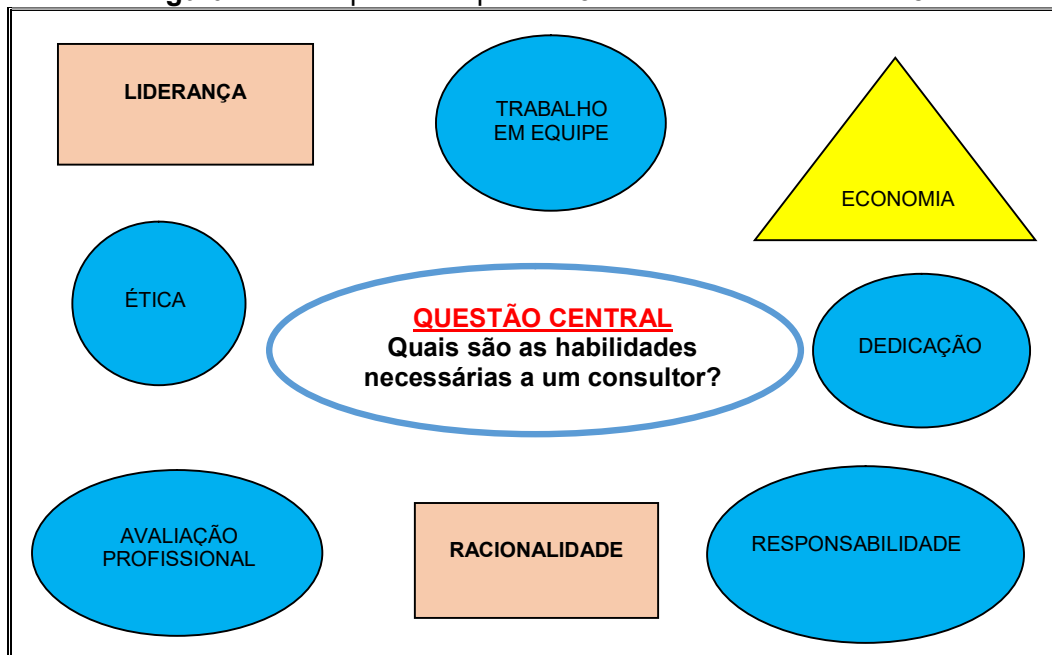 LIDERANÇA
TRABALHO
EM EQUIPE
ECONOMIA
ÉTICA
QUESTÃO CENTRAL
Quais são as habilidades
necessárias a um consultor?
DEDICAÇÃO
AVALIAÇÃO
PROFISSIONAL
RACIONALIDADE
RESPONSABILIDADE